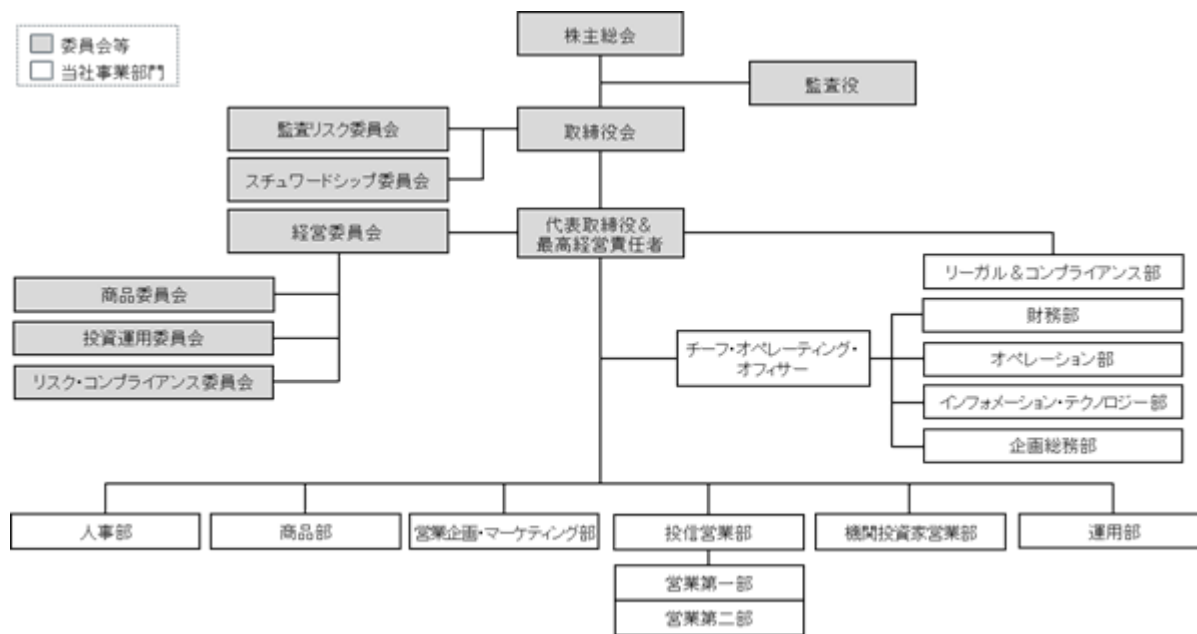 委員会等
当社事業部門
株主総会
監査役
監査リスク委員会
取締役会
スチュワードシップ委員会
経営委員会
代表取締役&
最高経営責任者
リーガル&コンプライアンス部
商品委員会
財務部
投資運用委員会
チーフ・オペレーティング・
オフィサー
オペレーション部
リスク・コンプライアンス委員会
インフォメーション・テクノロジー部
企画総務部
人事部
商品部
営業企画・マーケティング部
投信営業部
機関投資家営業部
運用部
営業第一部
営業第二部